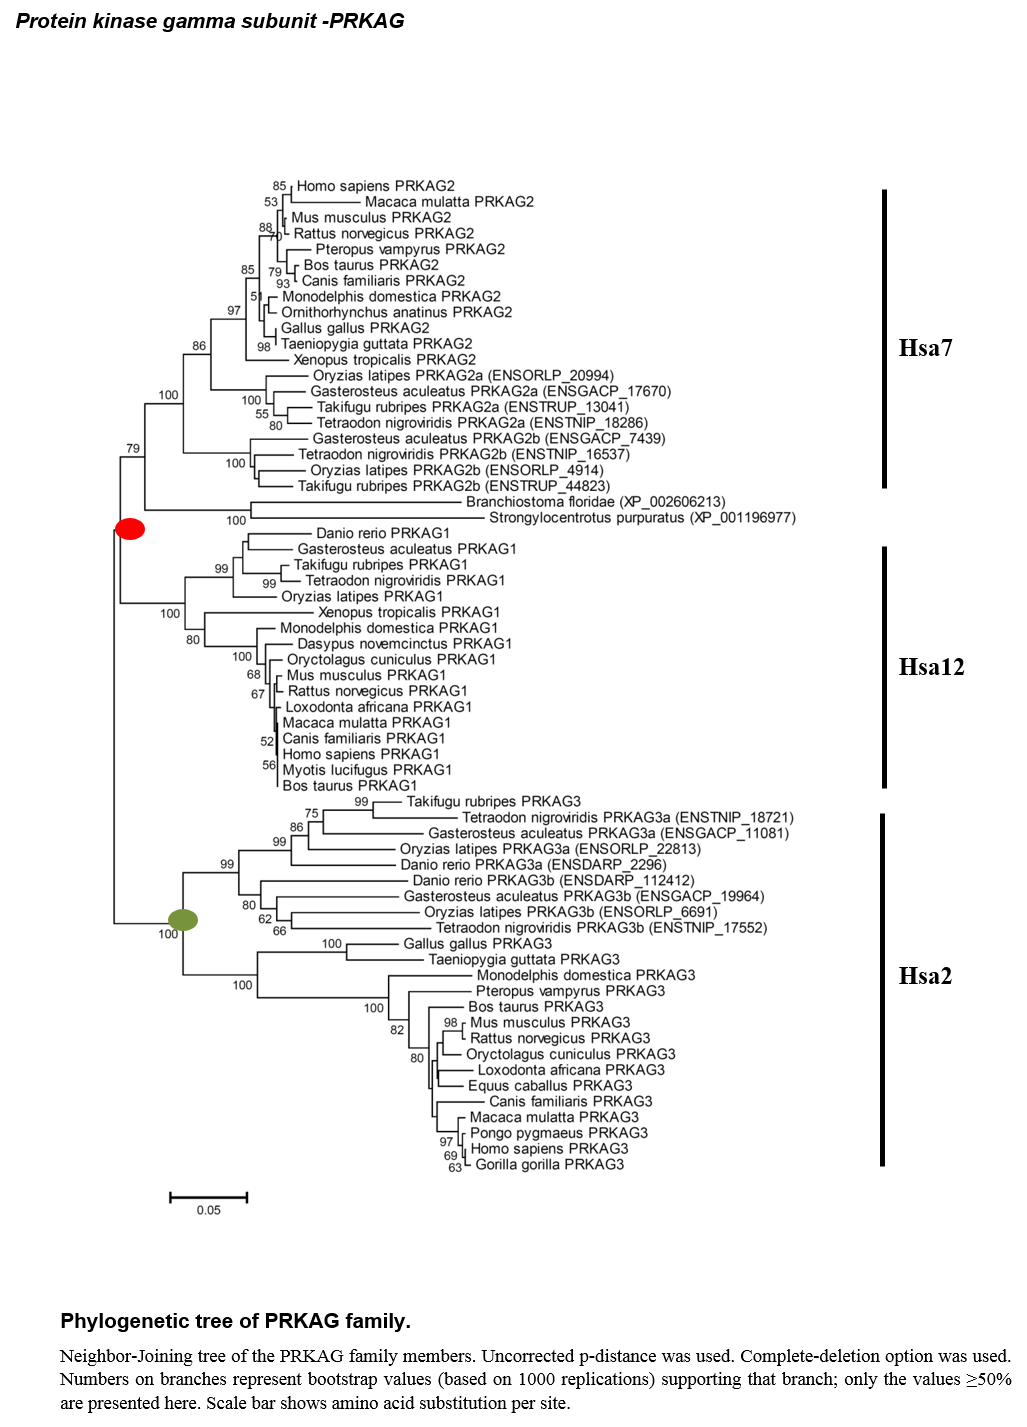 Protein kinase gamma subunit -PRKAG
85 Homo sapiens PRKAG2
53 Macaca mulatta PRKAG2
Mus musculus PRKAG2
88 70 Rattus norvegicus PRKAG2
Pteropus vampyrus PRKAG2
79 Bos taurus PRKAG2
85 93 Canis familiaris PRKAG2
51 Monodelphis domestica PRKAG2
97 Ornithorhynchus anatinus PRKAG2
Gallus gallus PRKAG2
98 Taeniopygia guttata PRKAG2
86 Xenopus tropicalis PRKAG2
Hsa7
Oryzias latipes PRKAG2a (ENSORLP_20994)
100 Gasterosteus aculeatus PRKAG2a (ENSGACP_17670)
100 55 Takifugu rubripes PRKAG2a (ENSTRUP_13041)
80 Tetraodon nigroviridis PRKAG2a (ENSTNIP_18286)
Gasterosteus aculeatus PRKAG2b (ENSGACP_7439)
79 Tetraodon nigroviridis PRKAG2b (ENSTNIP_16537)
100 Oryzias latipes PRKAG2b (ENSORLP_4914)
Takifugu rubripes PRKAG2b (ENSTRUP_44823)
Branchiostoma floridae (XP_002606213)
100 Strongylocentrotus purpuratus (XP_001196977)
Danio rerio PRKAG1
Gasterosteus aculeatus PRKAG1
99 Takifugu rubripes PRKAG1
99 Tetraodon nigroviridis PRKAG1
Oryzias latipes PRKAG1
100 Xenopus tropicalis PRKAG1
80 Monodelphis domestica PRKAG1
Dasypus novemcinctus PRKAG1
100 Oryctolagus cuniculus PRKAG1
Hsa12
68 Mus musculus PRKAG1
67 Rattus norvegicus PRKAG1
Loxodonta africana PRKAG1
Macaca mulatta PRKAG1
52 Canis familiaris PRKAG1
Homo sapiens PRKAG1
56 Myotis lucifugus PRKAG1
Bos taurus PRKAG1
99 Takifugu rubripes PRKAG3
75 Tetraodon nigroviridis PRKAG3a (ENSTNIP_18721)
86 Gasterosteus aculeatus PRKAG3a (ENSGACP_11081)
99 Oryzias latipes PRKAG3a (ENSORLP_22813)
99 Danio rerio PRKAG3a (ENSDARP_2296)
Danio rerio PRKAG3b (ENSDARP_112412)
80 Gasterosteus aculeatus PRKAG3b (ENSGACP_19964)
62 Oryzias latipes PRKAG3b (ENSORLP_6691)
100 66 Tetraodon nigroviridis PRKAG3b (ENSTNIP_17552)
100 Gallus gallus PRKAG3
Taeniopygia guttata PRKAG3
Monodelphis domestica PRKAG3
Hsa2
100 Pteropus vampyrus PRKAG3
100 Bos taurus PRKAG3
82 98 Mus musculus PRKAG3
Rattus norvegicus PRKAG3
80 Oryctolagus cuniculus PRKAG3
Loxodonta africana PRKAG3
Equus caballus PRKAG3
Canis familiaris PRKAG3
Macaca mulatta PRKAG3
97 Pongo pygmaeus PRKAG3
69 Homo sapiens PRKAG3
63 Gorilla gorilla PRKAG3
0.05
Phylogenetic tree of PRKAG family.
Neighbor-Joining tree of the PRKAG family members. Uncorrected p-distance was used. Complete-deletion option was used.
Numbers on branches represent bootstrap values (based on 1000 replications) supporting that branch; only the values ≥50%
are presented here. Scale bar shows amino acid substitution per site.